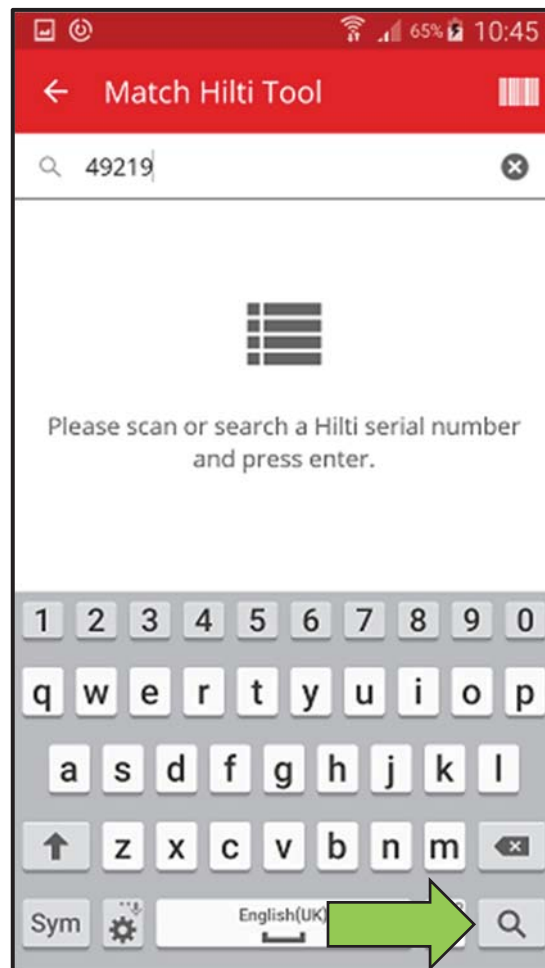 65% 10:45
Match Hilti Tool
49219
Please scan or search a Hilti serial number
and press enter.
1 2 3 4 5 6 7 8 9 0
q w e r t y u i o p
a s d f g h j k l
z x c v b n m
Sym English(UK)